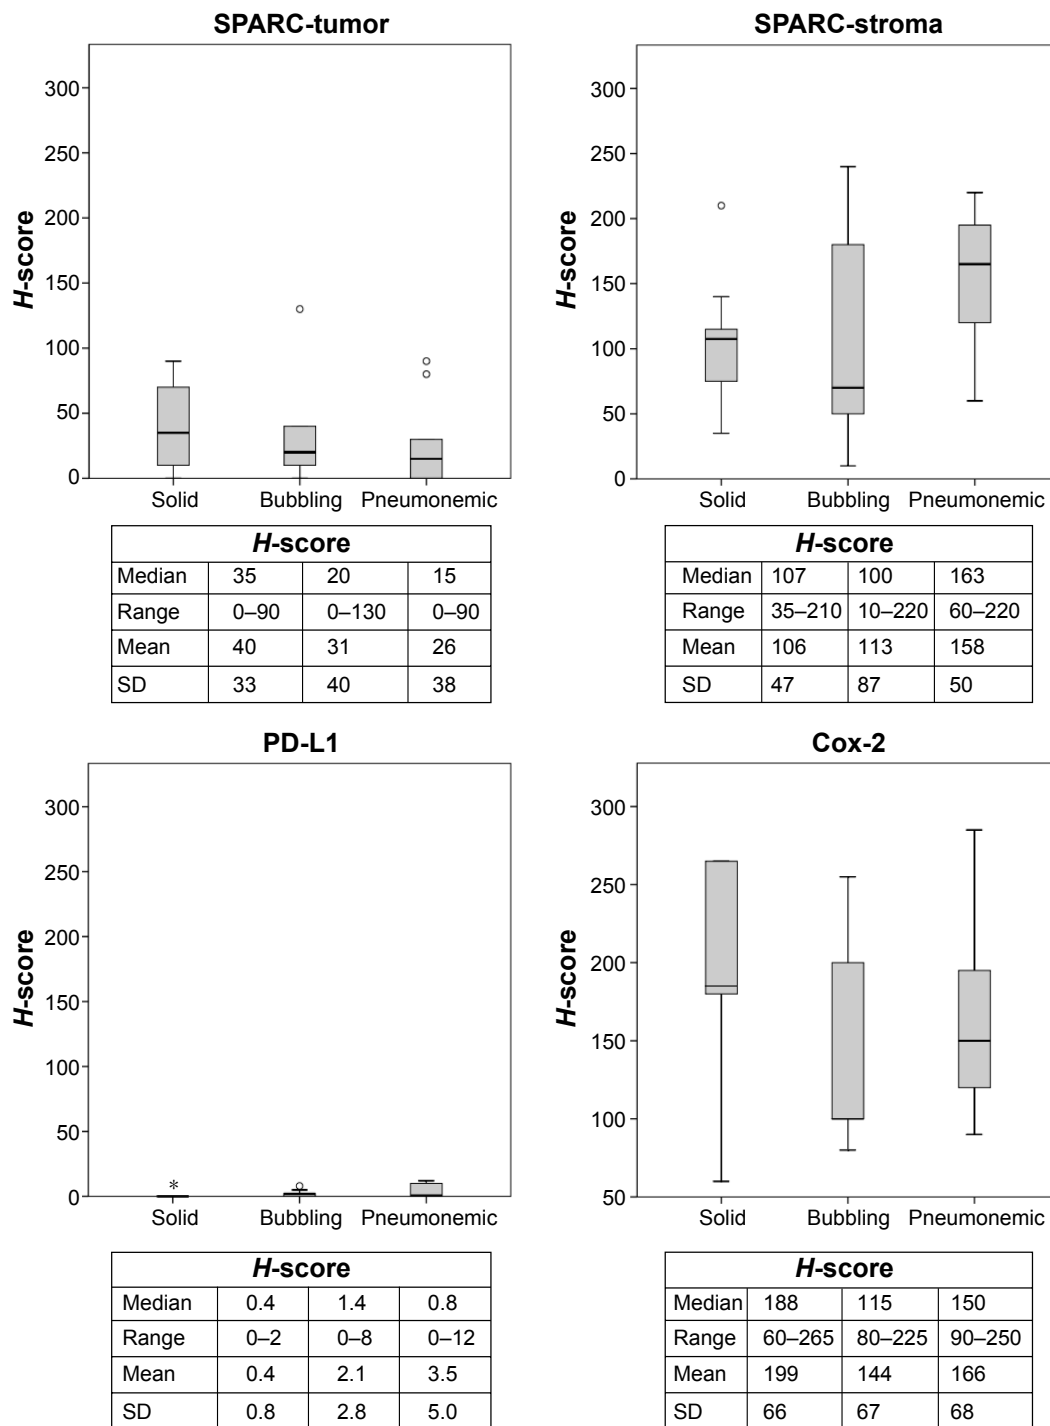 SPARC-tumor
H-score
300
250
200
150
100
50
0
Solid Bubbling Pneumonemic
H-score
Median 35 20 15
Range 0–90 0–130 0–90
Mean 40 31 26
SD 33 40 38
SPARC-stroma
H-score
300
250
200
150
100
50
0
Solid Bubbling Pneumonemic
H-score
Median 107 100 163
Range 35–210 10–220 60–220
Mean 106 113 158
SD 47 87 50
PD-L1
H-score
300
250
200
150
100
50
0
*
Solid Bubbling Pneumonemic
H-score
Median 0.4 1.4 0.8
Range 0–2 0–8 0–12
Mean 0.4 2.1 3.5
SD 0.8 2.8 5.0
Cox-2
H-score
300
250
200
150
100
50
Solid Bubbling Pneumonemic
H-score
Median 188 115 150
Range 60–265 80–225 90–250
Mean 199 144 166
SD 66 67 68